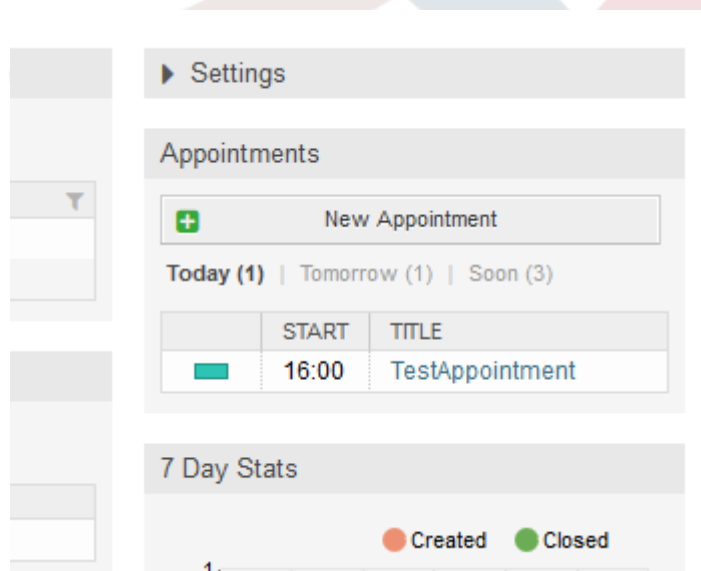 Settings
Appointments
New Appointment
Today (1) | Tomorrow (1) | Soon (3)
START TITLE
16:00 TestAppointment
7 Day Stats
Created Closed
1